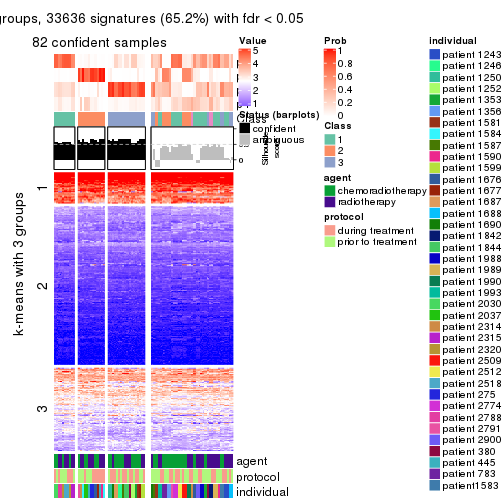 groups, 33636 signatures (65.2%) with fdr < 0.05
82 confident samples
k-means with 3 groups
1
2
3
Class
agent
protocol
individual
Value
5
4
3
2
1
Status (barplots)
confident
ambiguous
0
Silhouette
score
Prob
1
0.8
0.6
0.4
0.2
0
Class
1
2
3
agent
chemoradiotherapy
radiotherapy
protocol
during treatment
prior to treatment
individual
patient 1243
patient 1246
patient 1250
patient 1252
patient 1353
patient 1356
patient 1581
patient 1584
patient 1587
patient 1590
patient 1599
patient 1676
patient 1677
patient 1687
patient 1688
patient 1690
patient 1842
patient 1844
patient 1988
patient 1989
patient 1990
patient 1993
patient 2030
patient 2037
patient 2314
patient 2315
patient 2320
patient 2509
patient 2512
patient 2518
patient 275
patient 2774
patient 2788
patient 2791
patient 2900
patient 380
patient 445
patient 783
patient1583